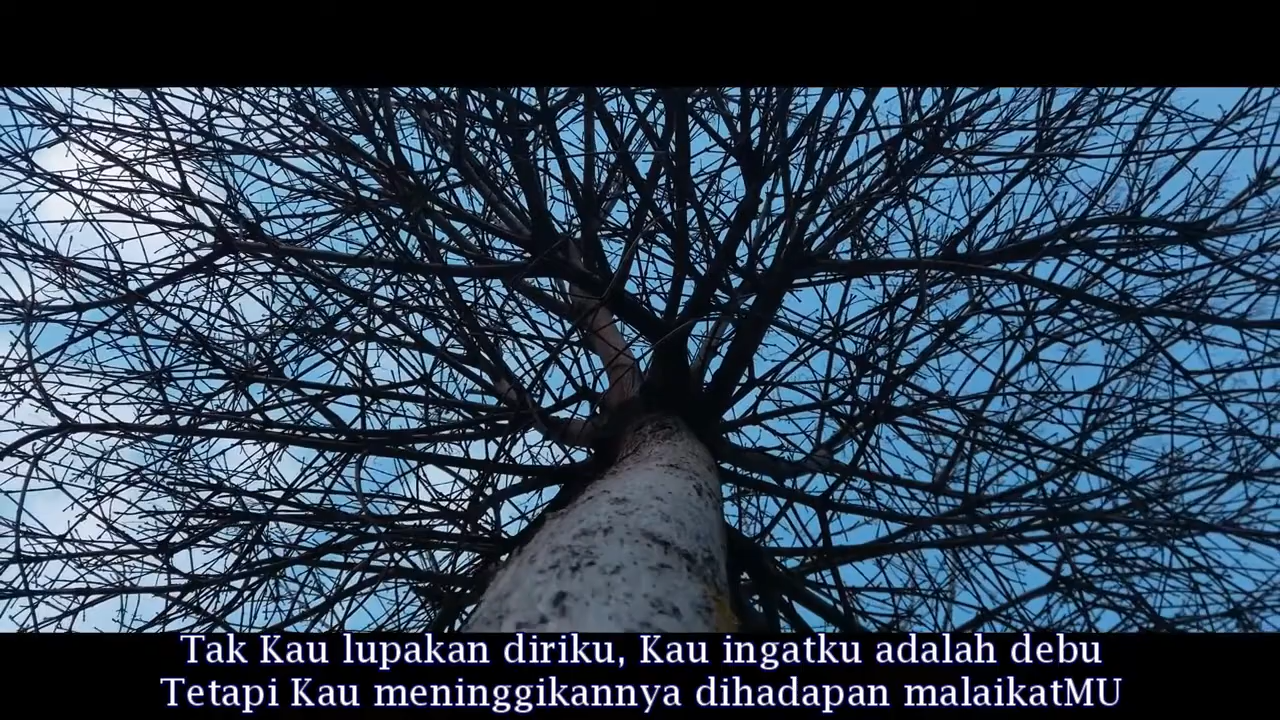 Tak Kau lupakan diriku, Kau ingatku adalah debu
Tetapi Kau meninggikannya dihadapan malaikatMU